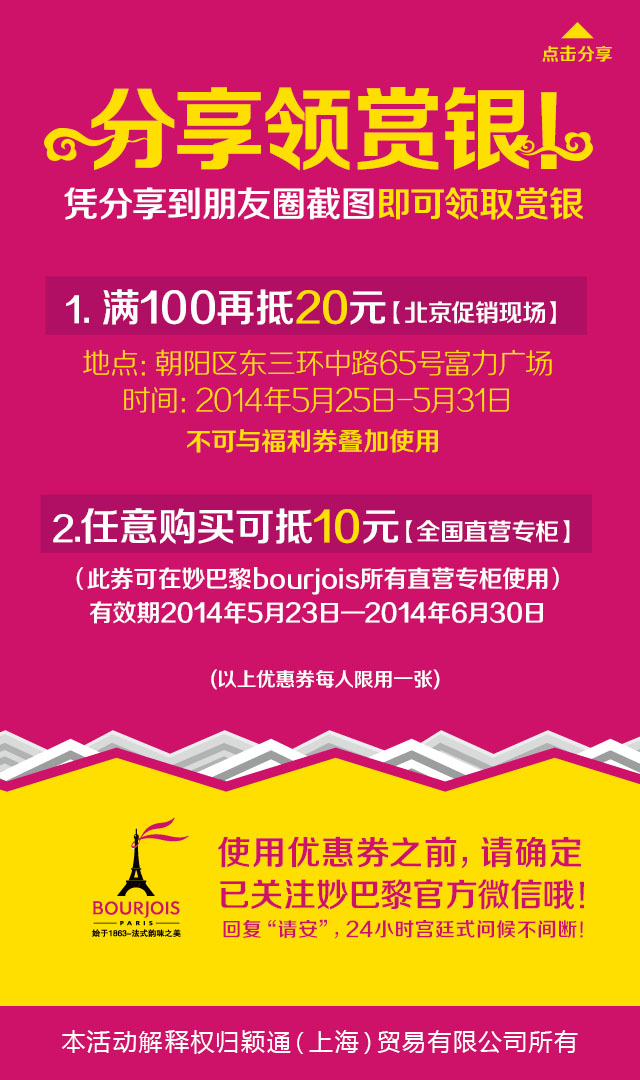 点击分享
分享领赏银!
凭分享到朋友圈截图即可领取赏银
1. 满100再抵20元【北京促销现场】
地点: 朝阳区东三环中路65号富力广场
时间: 2014年5月25日-5月31日
不可与福利券叠加使用
2.任意购买可抵10元【全国直营专柜】
（此券可在妙巴黎bourjois所有直营专柜使用）
有效期2014年5月23日—2014年6月30日
(以上优惠券每人限用一张)
使用优惠券之前, 请确定
已关注妙巴黎官方微信哦!
回复“请安”, 24小时宫廷式问候不间断!
BOURJOIS
PARIS
始于1863-法式韵味之美
本活动解释权归颖通(上海)贸易有限公司所有